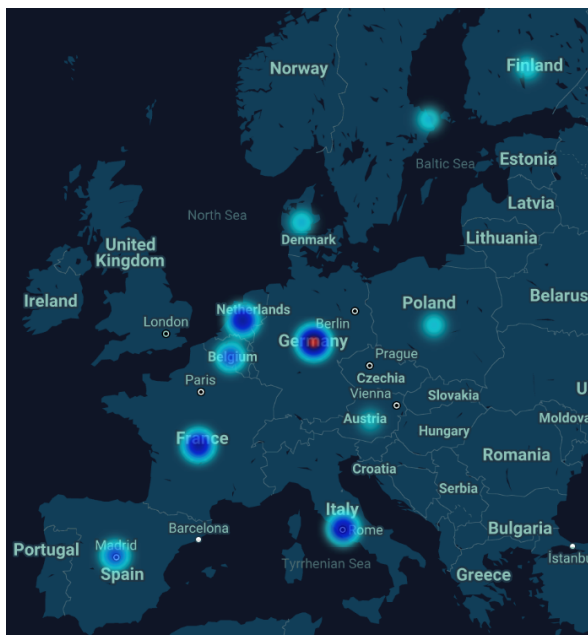 Norway
Finland
Baltic Sea
Estonia
Latvia
Lithuania
North Sea
Denmark
United
Kingdom
Ireland
London
Netherlands
Berlin
Germany
Belgium
Poland
Belarus
Prague
Czechia
Paris
Vienna
Slovakia
U
Austria
Hungary
Moldova
France
Croatia
Romania
Serbia
Italy
Rome
Bulgaria
Barcelona
Portugal
Madrid
Spain
Tyrrhenian Sea
Greece
İstanbu